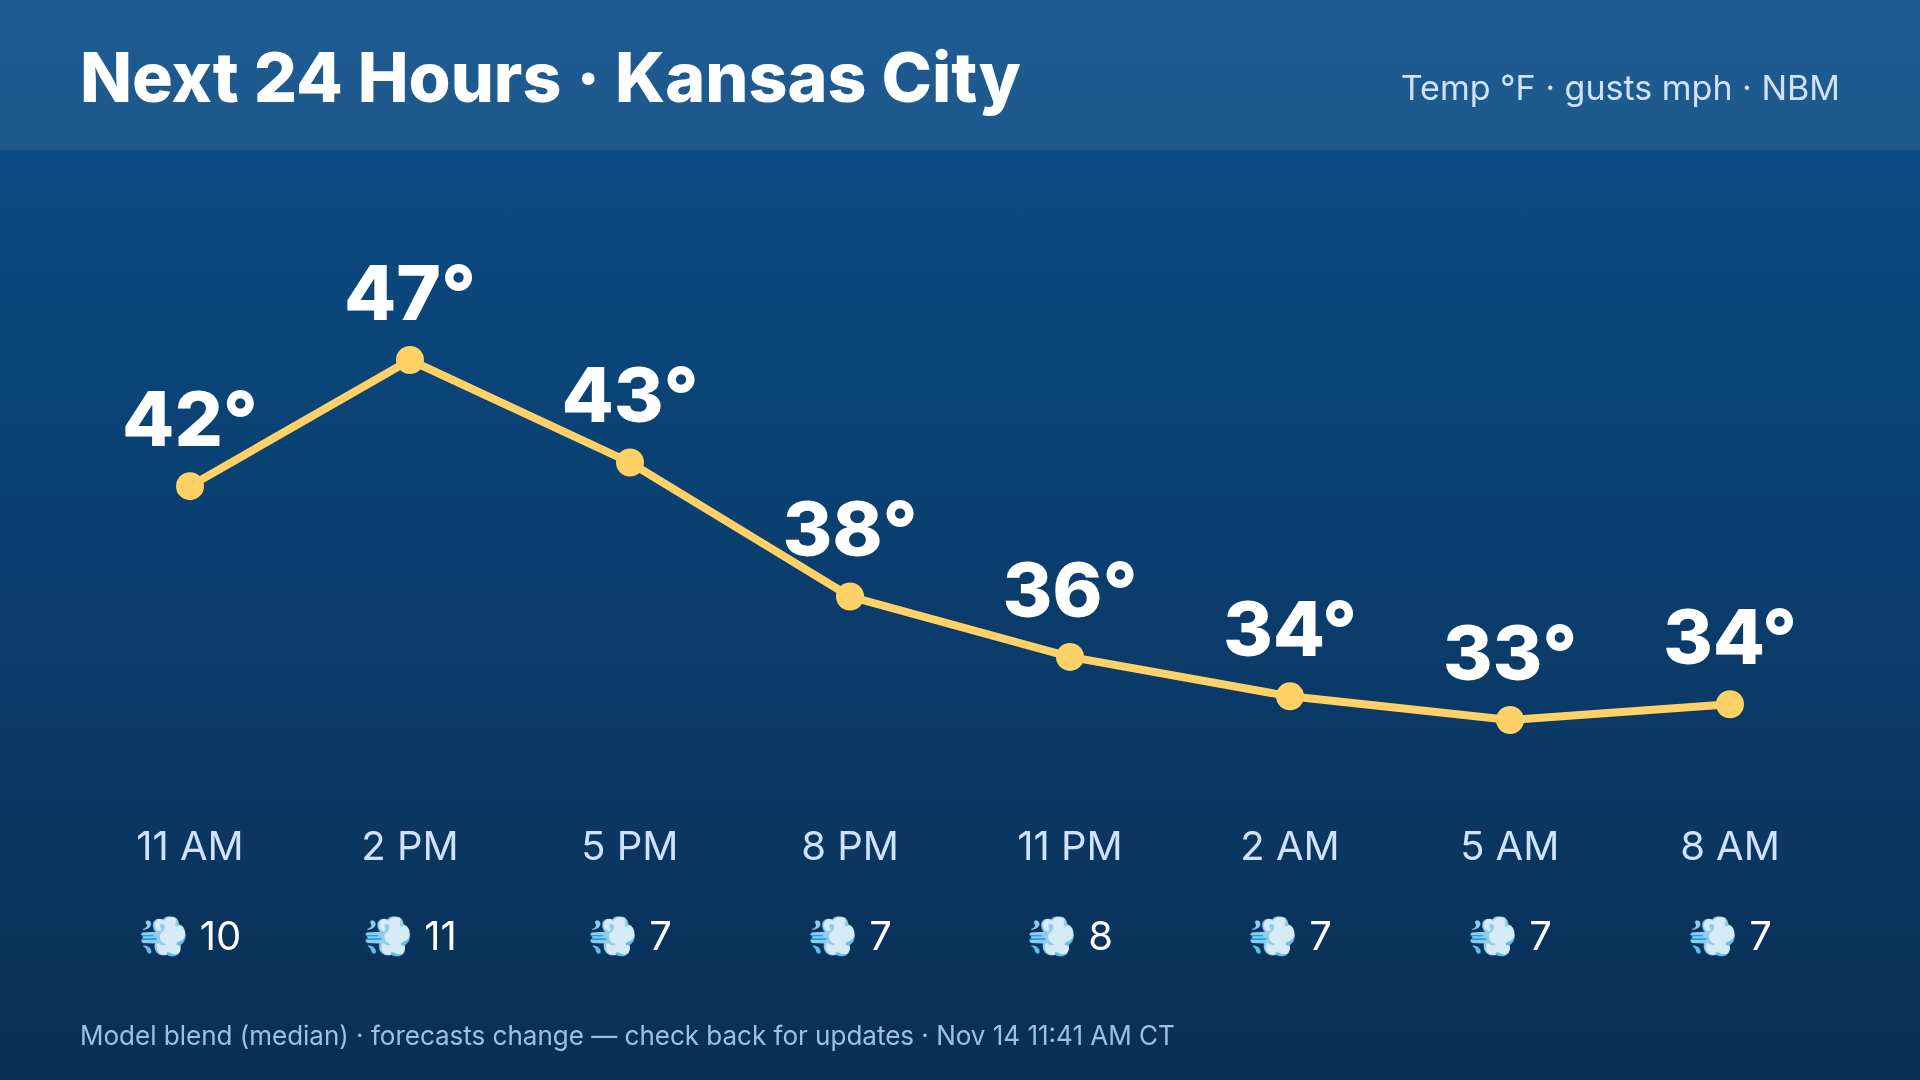 Next 24 Hours · Kansas City
Temp °F · gusts mph · NBM
42° 47° 43° 38° 36° 34° 33° 34°
11 AM 2 PM 5 PM 8 PM 11 PM 2 AM 5 AM 8 AM
💨 10 💨 11 💨 7 💨 7 💨 8 💨 7 💨 7 💨 7
Model blend (median) · forecasts change — check back for updates · Nov 14 11:41 AM CT